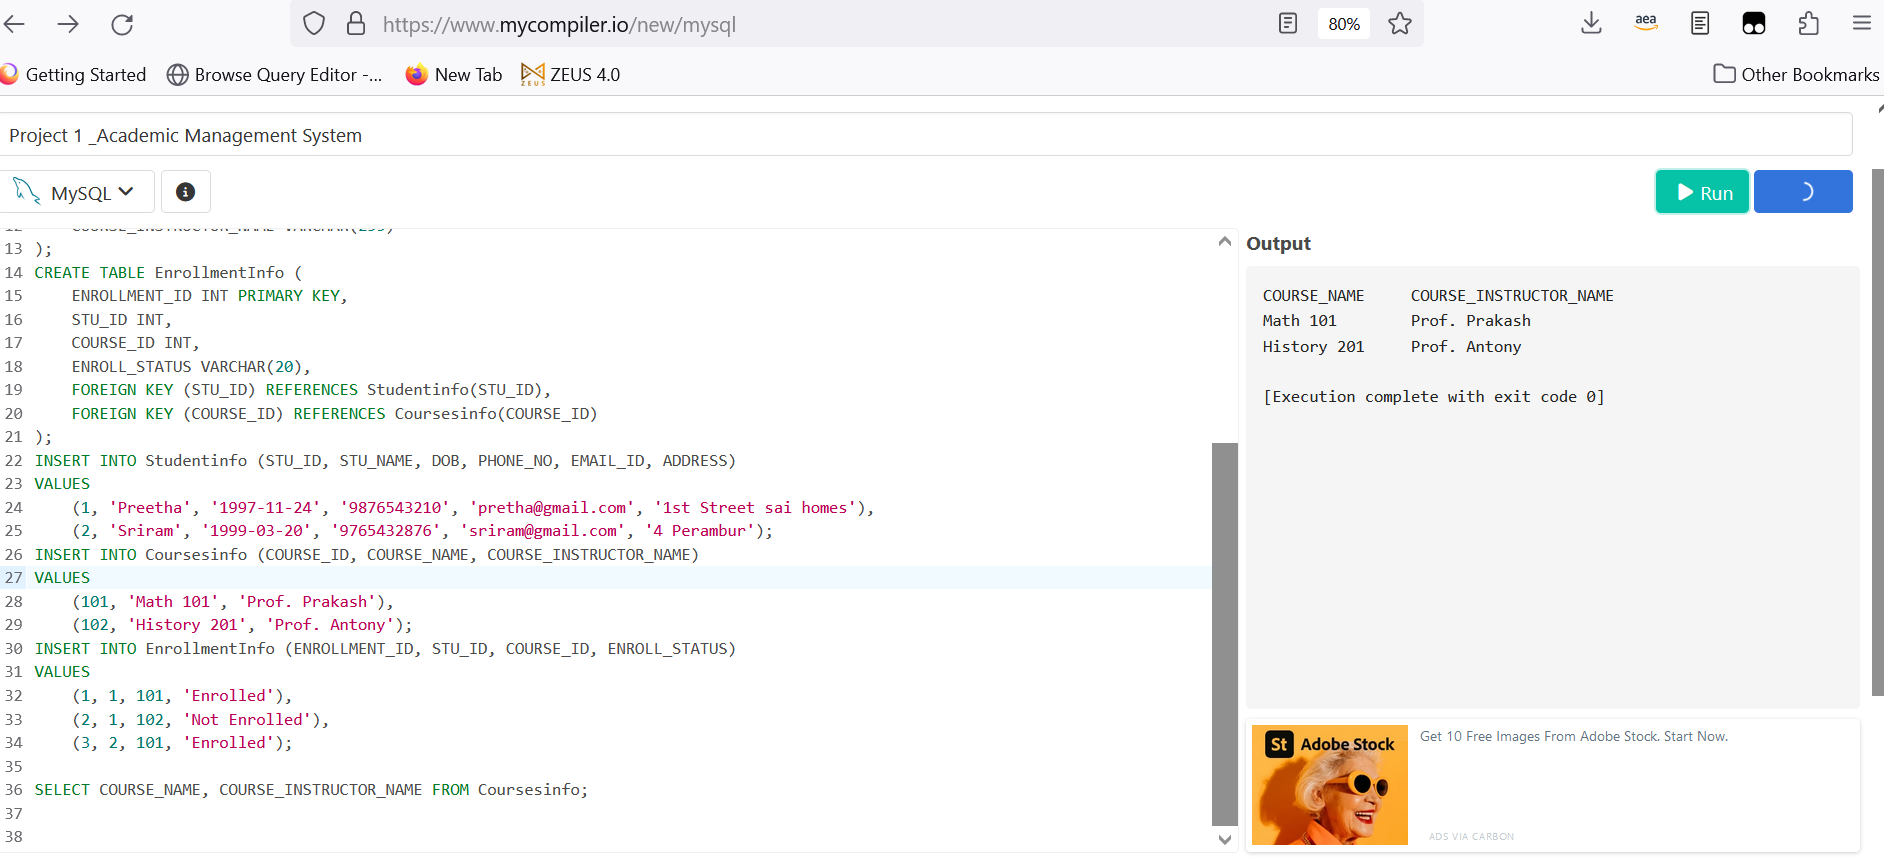 https://www.mycompiler.io/new/mysql
80%
aea
Getting Started
Browse Query Editor -...
New Tab
ZEUS
ZEUS 4.0
Other Bookmarks
Project 1 _Academic Management System
MySQL
Run
12 COURSE_INSTRUCTOR_NAME VARCHAR(255)
13 );
14 CREATE TABLE EnrollmentInfo (
15 ENROLLMENT_ID INT PRIMARY KEY,
16 STU_ID INT,
17 COURSE_ID INT,
18 ENROLL_STATUS VARCHAR(20),
19 FOREIGN KEY (STU_ID) REFERENCES Studentinfo(STU_ID),
20 FOREIGN KEY (COURSE_ID) REFERENCES Coursesinfo(COURSE_ID)
21 );
22 INSERT INTO Studentinfo (STU_ID, STU_NAME, DOB, PHONE_NO, EMAIL_ID, ADDRESS)
23 VALUES
24 (1, 'Preetha', '1997-11-24', '9876543210', 'pretha@gmail.com', '1st Street sai homes'),
25 (2, 'Sriram', '1999-03-20', '9765432876', 'sriram@gmail.com', '4 Perambur');
26 INSERT INTO Coursesinfo (COURSE_ID, COURSE_NAME, COURSE_INSTRUCTOR_NAME)
27 VALUES
28 (101, 'Math 101', 'Prof. Prakash'),
29 (102, 'History 201', 'Prof. Antony');
30 INSERT INTO EnrollmentInfo (ENROLLMENT_ID, STU_ID, COURSE_ID, ENROLL_STATUS)
31 VALUES
32 (1, 1, 101, 'Enrolled'),
33 (2, 1, 102, 'Not Enrolled'),
34 (3, 2, 101, 'Enrolled');
35
36 SELECT COURSE_NAME, COURSE_INSTRUCTOR_NAME FROM Coursesinfo;
37
38
Output
COURSE_NAME COURSE_INSTRUCTOR_NAME
Math 101 Prof. Prakash
History 201 Prof. Antony
[Execution complete with exit code 0]
St Adobe Stock
Get 10 Free Images From Adobe Stock. Start Now.
ADS VIA CARBON